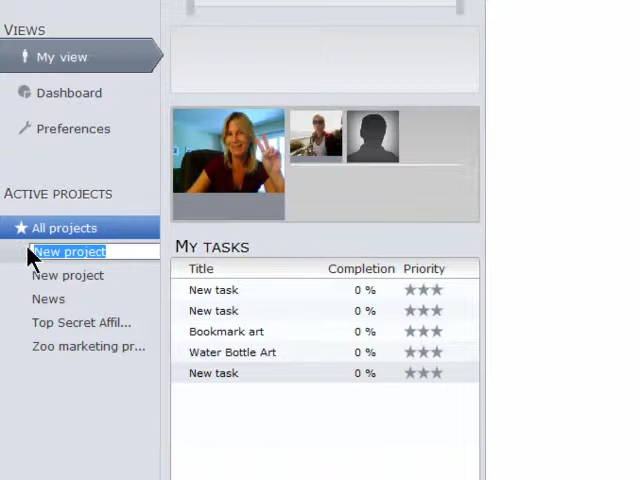 VIEWS
My view
Dashboard
Preferences
ACTIVE PROJECTS
All projects
New project
New project
News
Top Secret Affil...
Zoo marketing pr...
MY TASKS
Title Completion Priority
New task 0 %
New task 0 %
Bookmark art 0 %
Water Bottle Art 0 %
New task 0 %